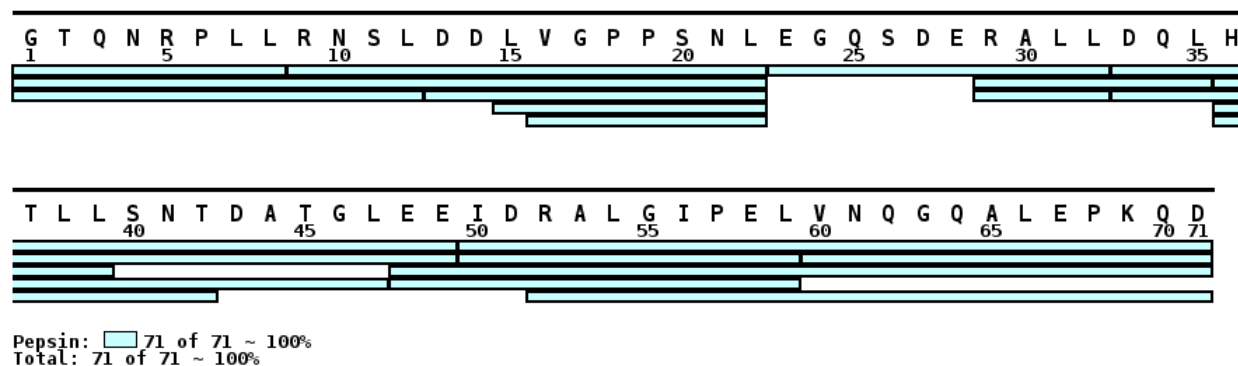 G T Q N R P L L R N S L D D L V G P P S N L E G Q S D E R A L L D Q L H
1 5 10 15 20 25 30 35
T L L S N T D A T G L E E I D R A L G I P E L V N Q G Q A L E P K Q D
40 45 50 55 60 65 70 71
Pepsin: 71 of 71 ~ 100%
Total: 71 of 71 ~ 100%